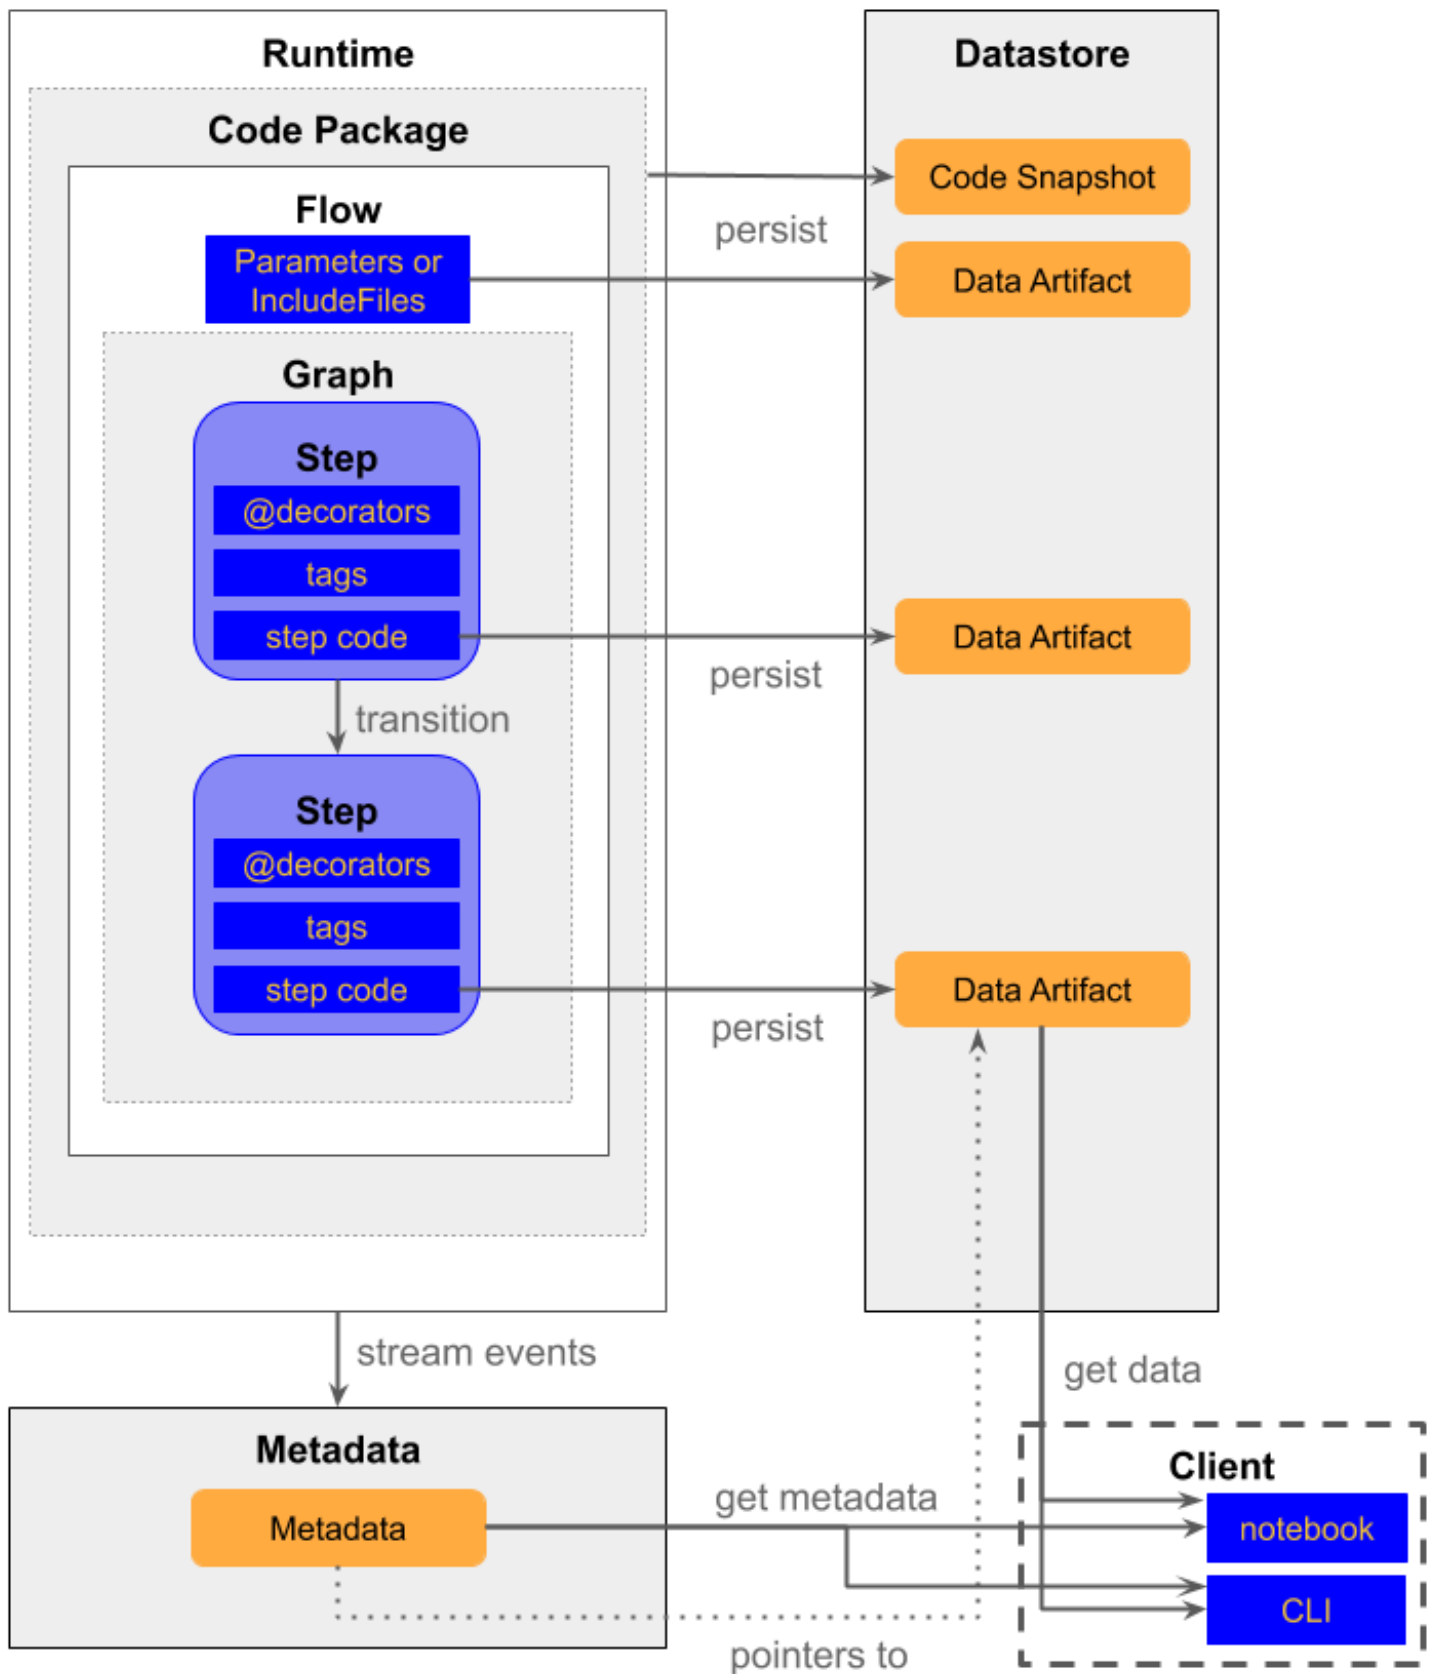 Runtime
Code Package
Flow
Parameters or
IncludeFiles
Graph
Step
@decorators
tags
step code
transition
Step
@decorators
tags
step code
persist
persist
persist
Datastore
Code Snapshot
Data Artifact
Data Artifact
Data Artifact
stream events
get data
Metadata
Metadata
get metadata
pointers to
Client
notebook
CLI